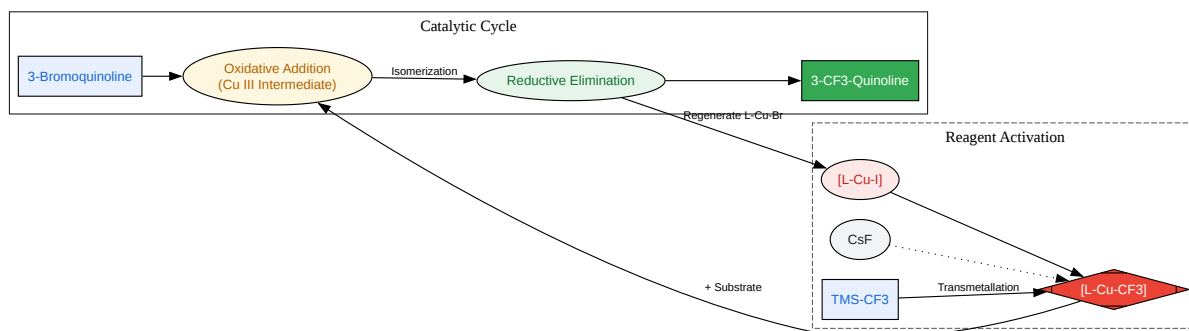 Catalytic Cycle
3-Bromoquinoline
Oxidative Addition
(Cu III Intermediate)
Isomerization
Reductive Elimination
3-CF3-Quinoline
Regenerate L-Cu-Br
Reagent Activation
[L-Cu-I]
CsF
+ Substrate
TMS-CF3
Transmetallation
[L-Cu-CF3]